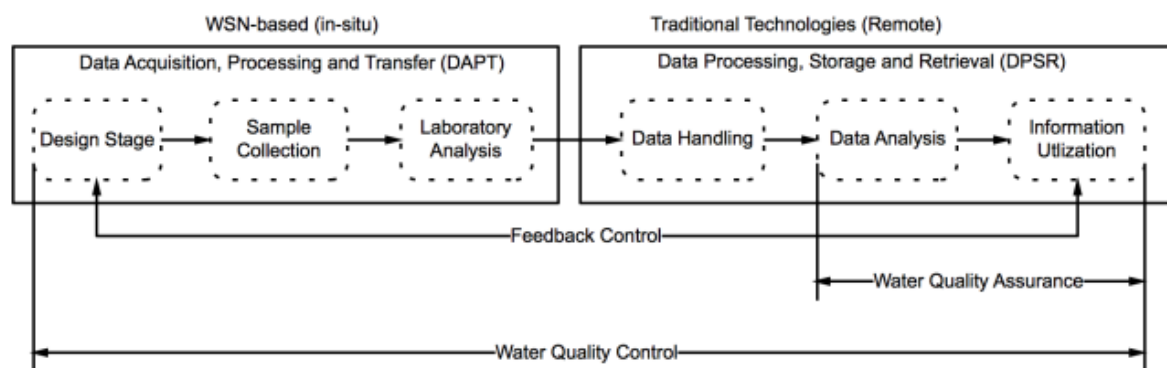 WSN-based (in-situ)
Traditional Technologies (Remote)
Data Acquisition, Processing and Transfer (DAPT)
Data Processing, Storage and Retrieval (DPSR)
Design Stage
Sample
Collection
Laboratory
Analysis
Data Handling
Data Analysis
Information
Utlization
Feedback Control
Water Quality Assurance
Water Quality Control